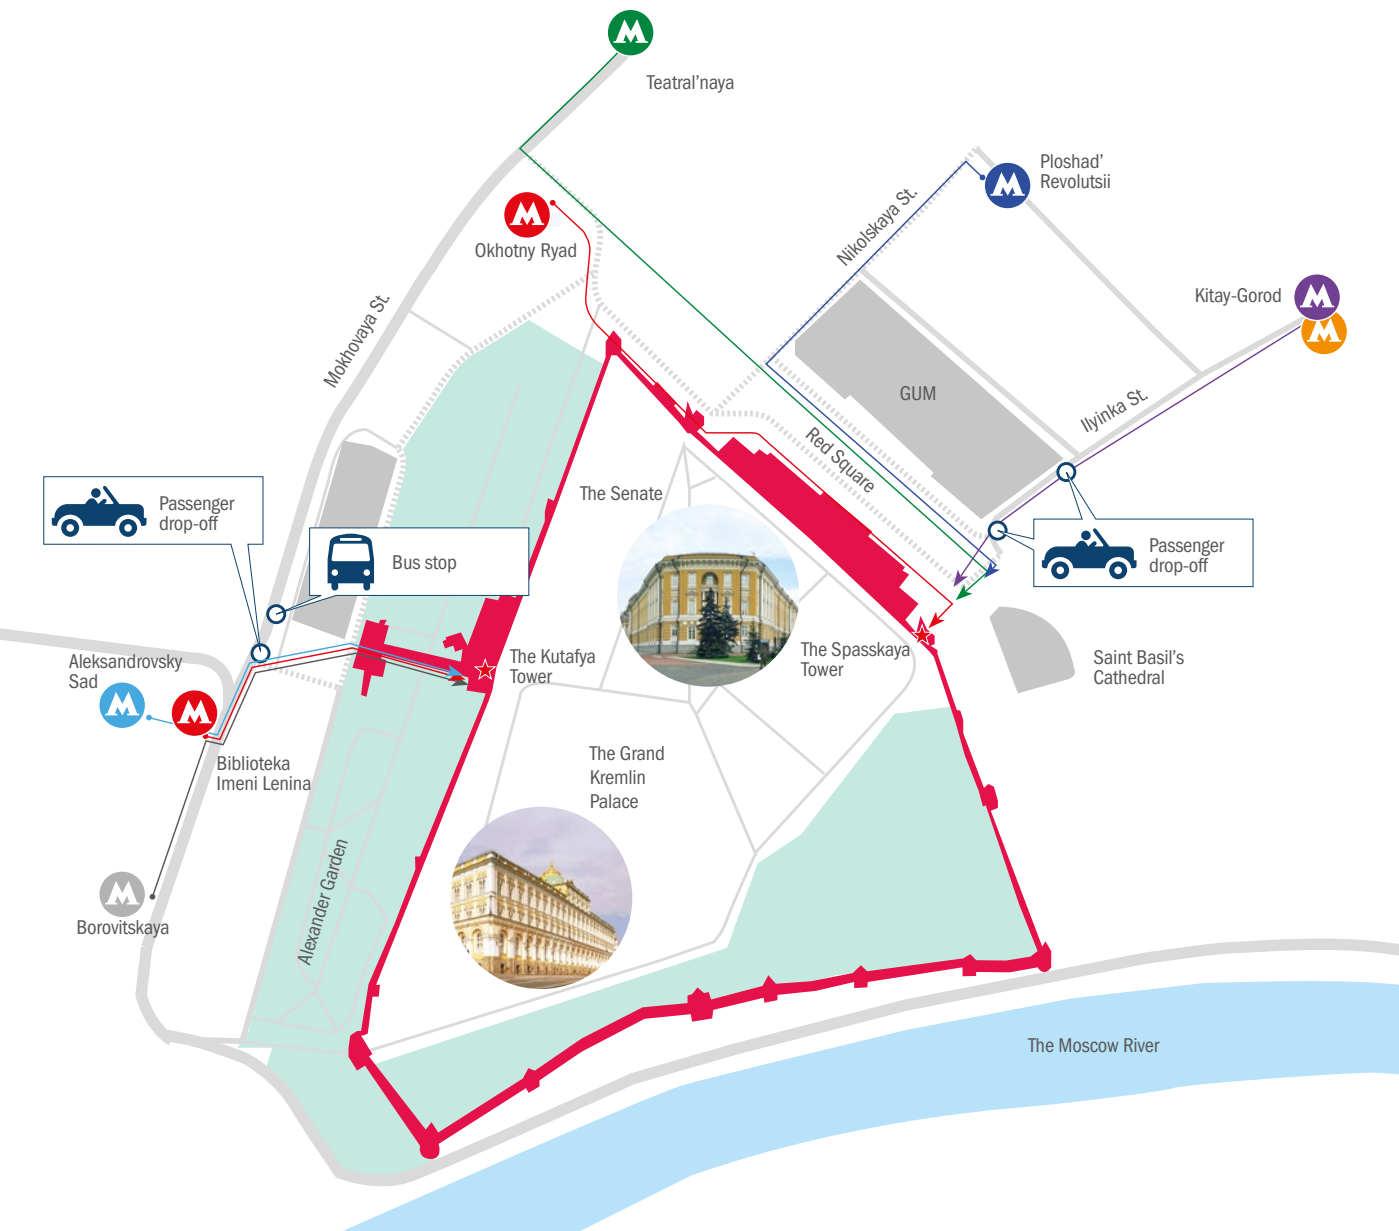 Teatral'naya
Ploshad'
Revolutsii
Okhotny Ryad
Nikolskaya St.
Kitay-Gorod
Mokhovaya St.
GUM
Ilyinka St.
Red Square
The Senate
Passenger
drop-off
Bus stop
Passenger
drop-off
Aleksandrovsky
Sad
The Kutafya
Tower
The Spasskaya
Tower
Saint Basil's
Cathedral
Biblioteka
Imeni Lenina
The Grand
Kremlin
Palace
Alexander Garden
Borovitskaya
The Moscow River